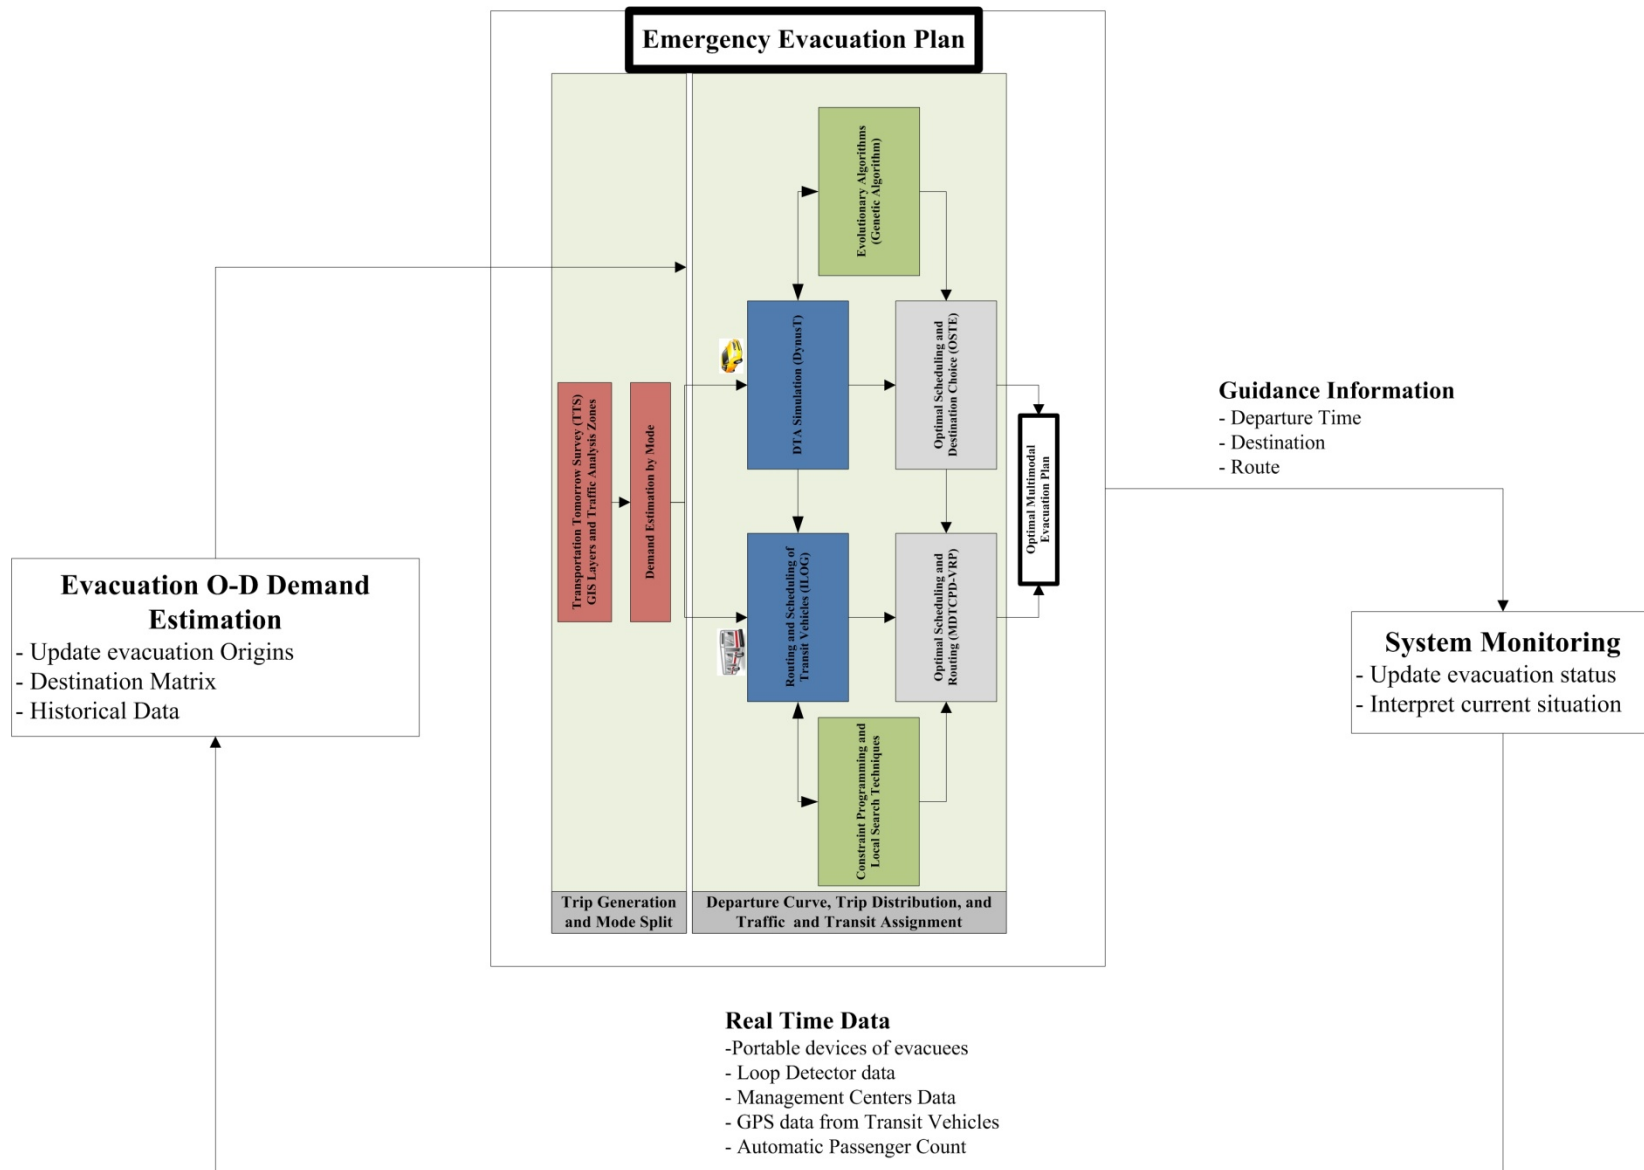 Emergency Evacuation Plan
Evolutionary Algorithms
(Genetic Algorithm)
DTA Simulation (DynusT)
Optimal Scheduling and
Destination Choice (OSTE)
Transportation Tomorrow Survey (TTS)
GIS Layers and Traffic Analysis Zones
Demand Estimation by Mode
Optimal Multimodal
Evacuation Plan
Routing and Scheduling of
Transit Vehicles (ILOG)
Optimal Scheduling and
Routing (MDTCPD-VRP)
Constraint Programming and
Local Search Techniques
Trip Generation
and Mode Split
Departure Curve, Trip Distribution, and
Traffic and Transit Assignment
Guidance Information
- Departure Time
- Destination
- Route
Evacuation O-D Demand
Estimation
- Update evacuation Origins
- Destination Matrix
- Historical Data
System Monitoring
- Update evacuation status
- Interpret current situation
Real Time Data
-Portable devices of evacuees
- Loop Detector data
- Management Centers Data
- GPS data from Transit Vehicles
- Automatic Passenger Count